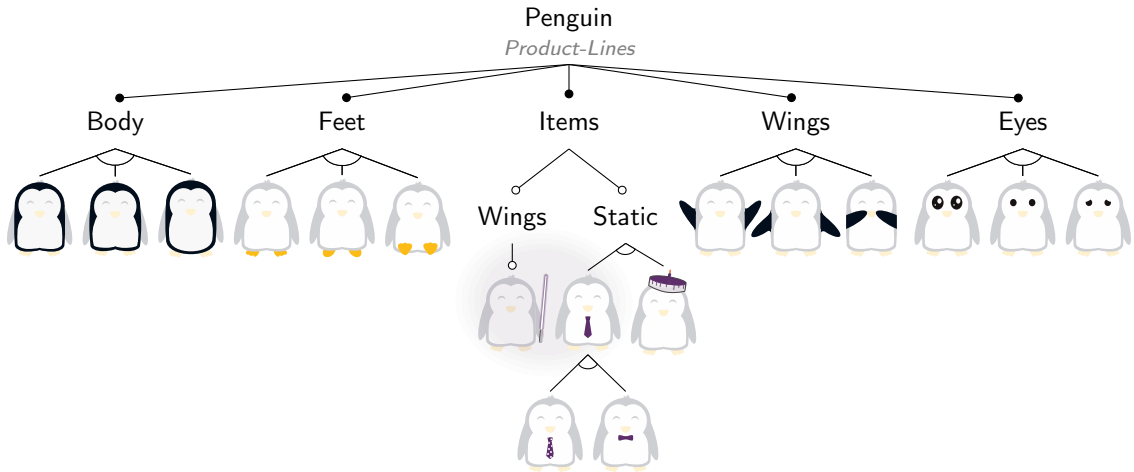 Penguin
Product-Lines
Body
Feet
Items
Wings
Eyes
Wings
Static